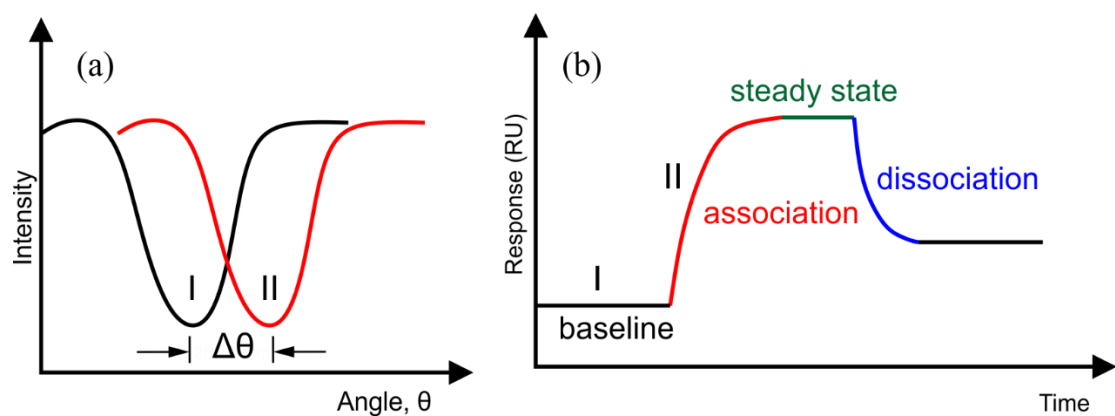 (a)
Intensity
I
II
Δθ
Angle, θ
(b)
Response (RU)
steady state
II
dissociation
association
I
baseline
Time